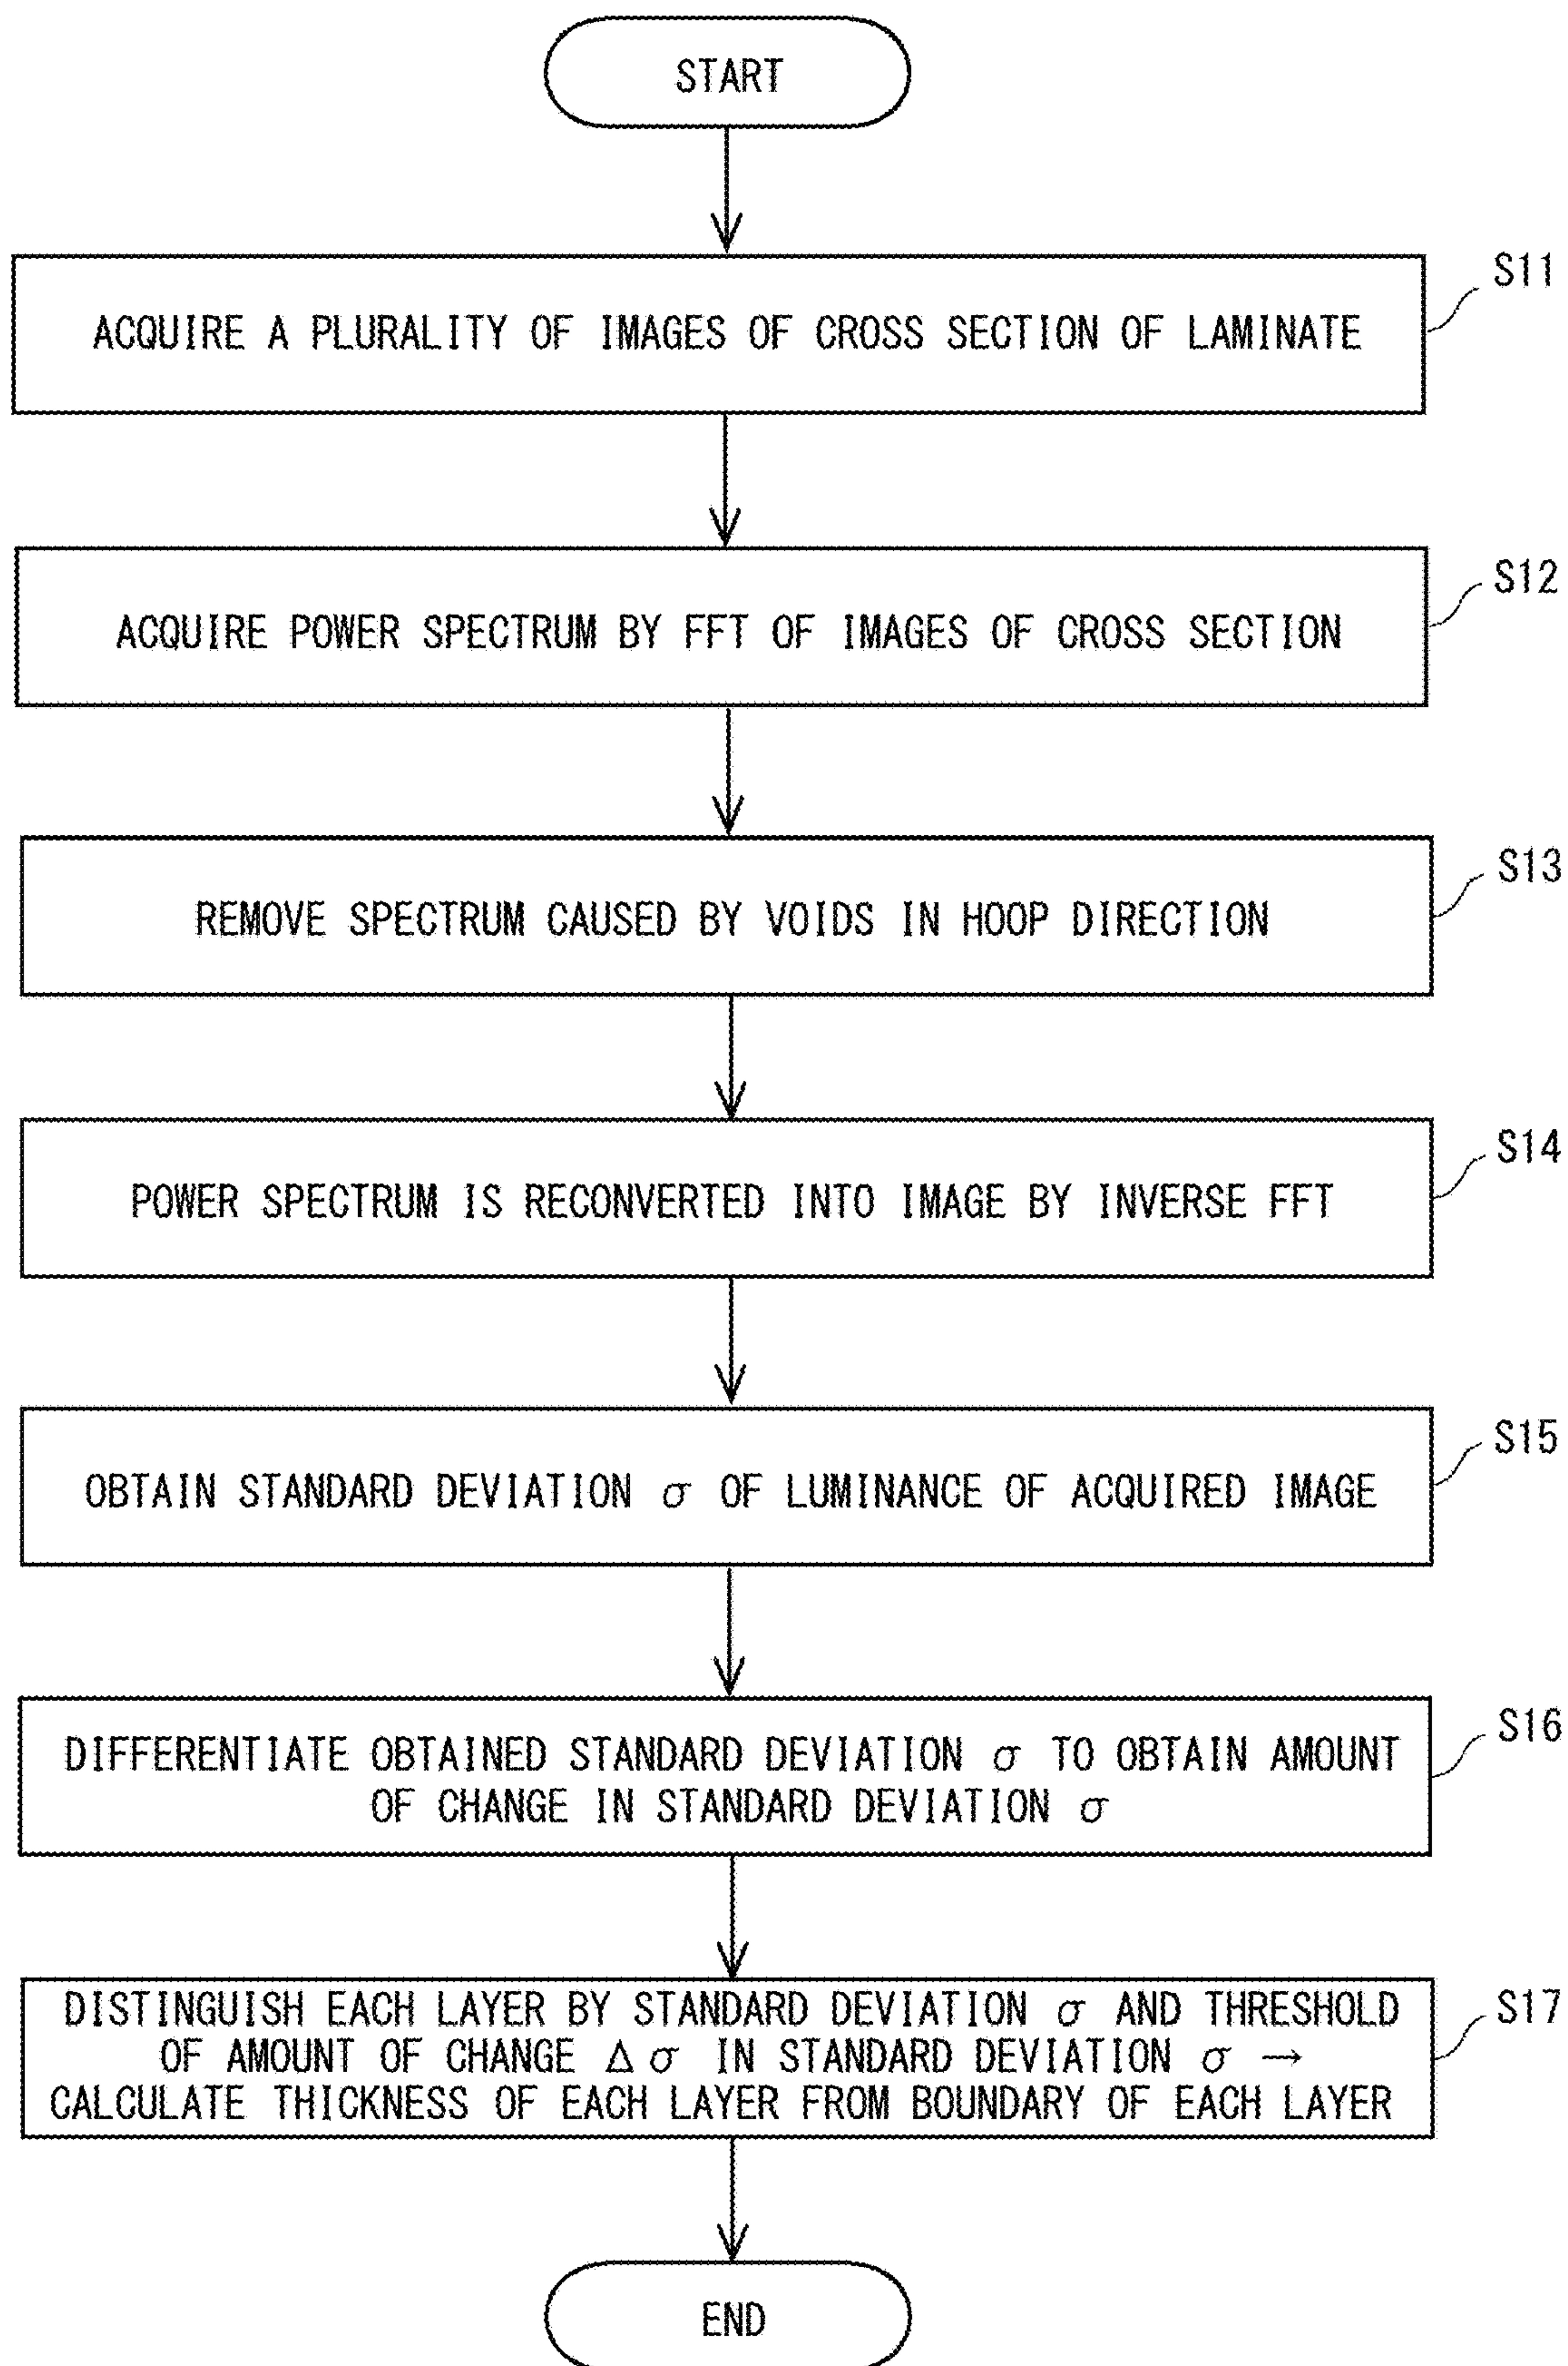 START
S11
ACQUIRE A PLURALITY OF IMAGES OF CROSS SECTION OF LAMINATE
S12
ACQUIRE POWER SPECTRUM BY FFT OF IMAGES OF CROSS SECTION
S13
REMOVE SPECTRUM CAUSED BY VOIDS IN HOOP DIRECTION
S14
POWER SPECTRUM IS RECONVERTED INTO IMAGE BY INVERSE FFT
S15
OBTAIN STANDARD DEVIATION σ OF LUMINANCE OF ACQUIRED IMAGE
S16
DIFFERENTIATE OBTAINED STANDARD DEVIATION σ TO OBTAIN AMOUNT
OF CHANGE IN STANDARD DEVIATION σ
S17
DISTINGUISH EACH LAYER BY STANDARD DEVIATION σ AND THRESHOLD
OF AMOUNT OF CHANGE Δσ IN STANDARD DEVIATION σ →
CALCULATE THICKNESS OF EACH LAYER FROM BOUNDARY OF EACH LAYER
END